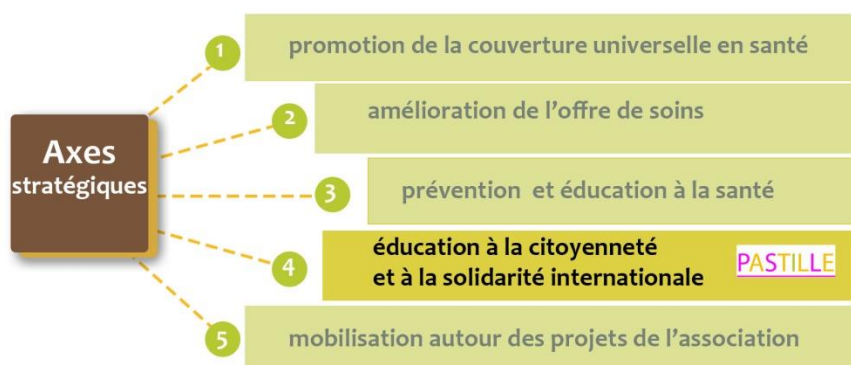 Axes
stratégiques
1
promotion de la couverture universelle en santé
2
amélioration de l'offre de soins
3
prévention et éducation à la santé
4
éducation à la citoyenneté
et à la solidarité internationale
PASTILLE
5
mobilisation autour des projets de l'association